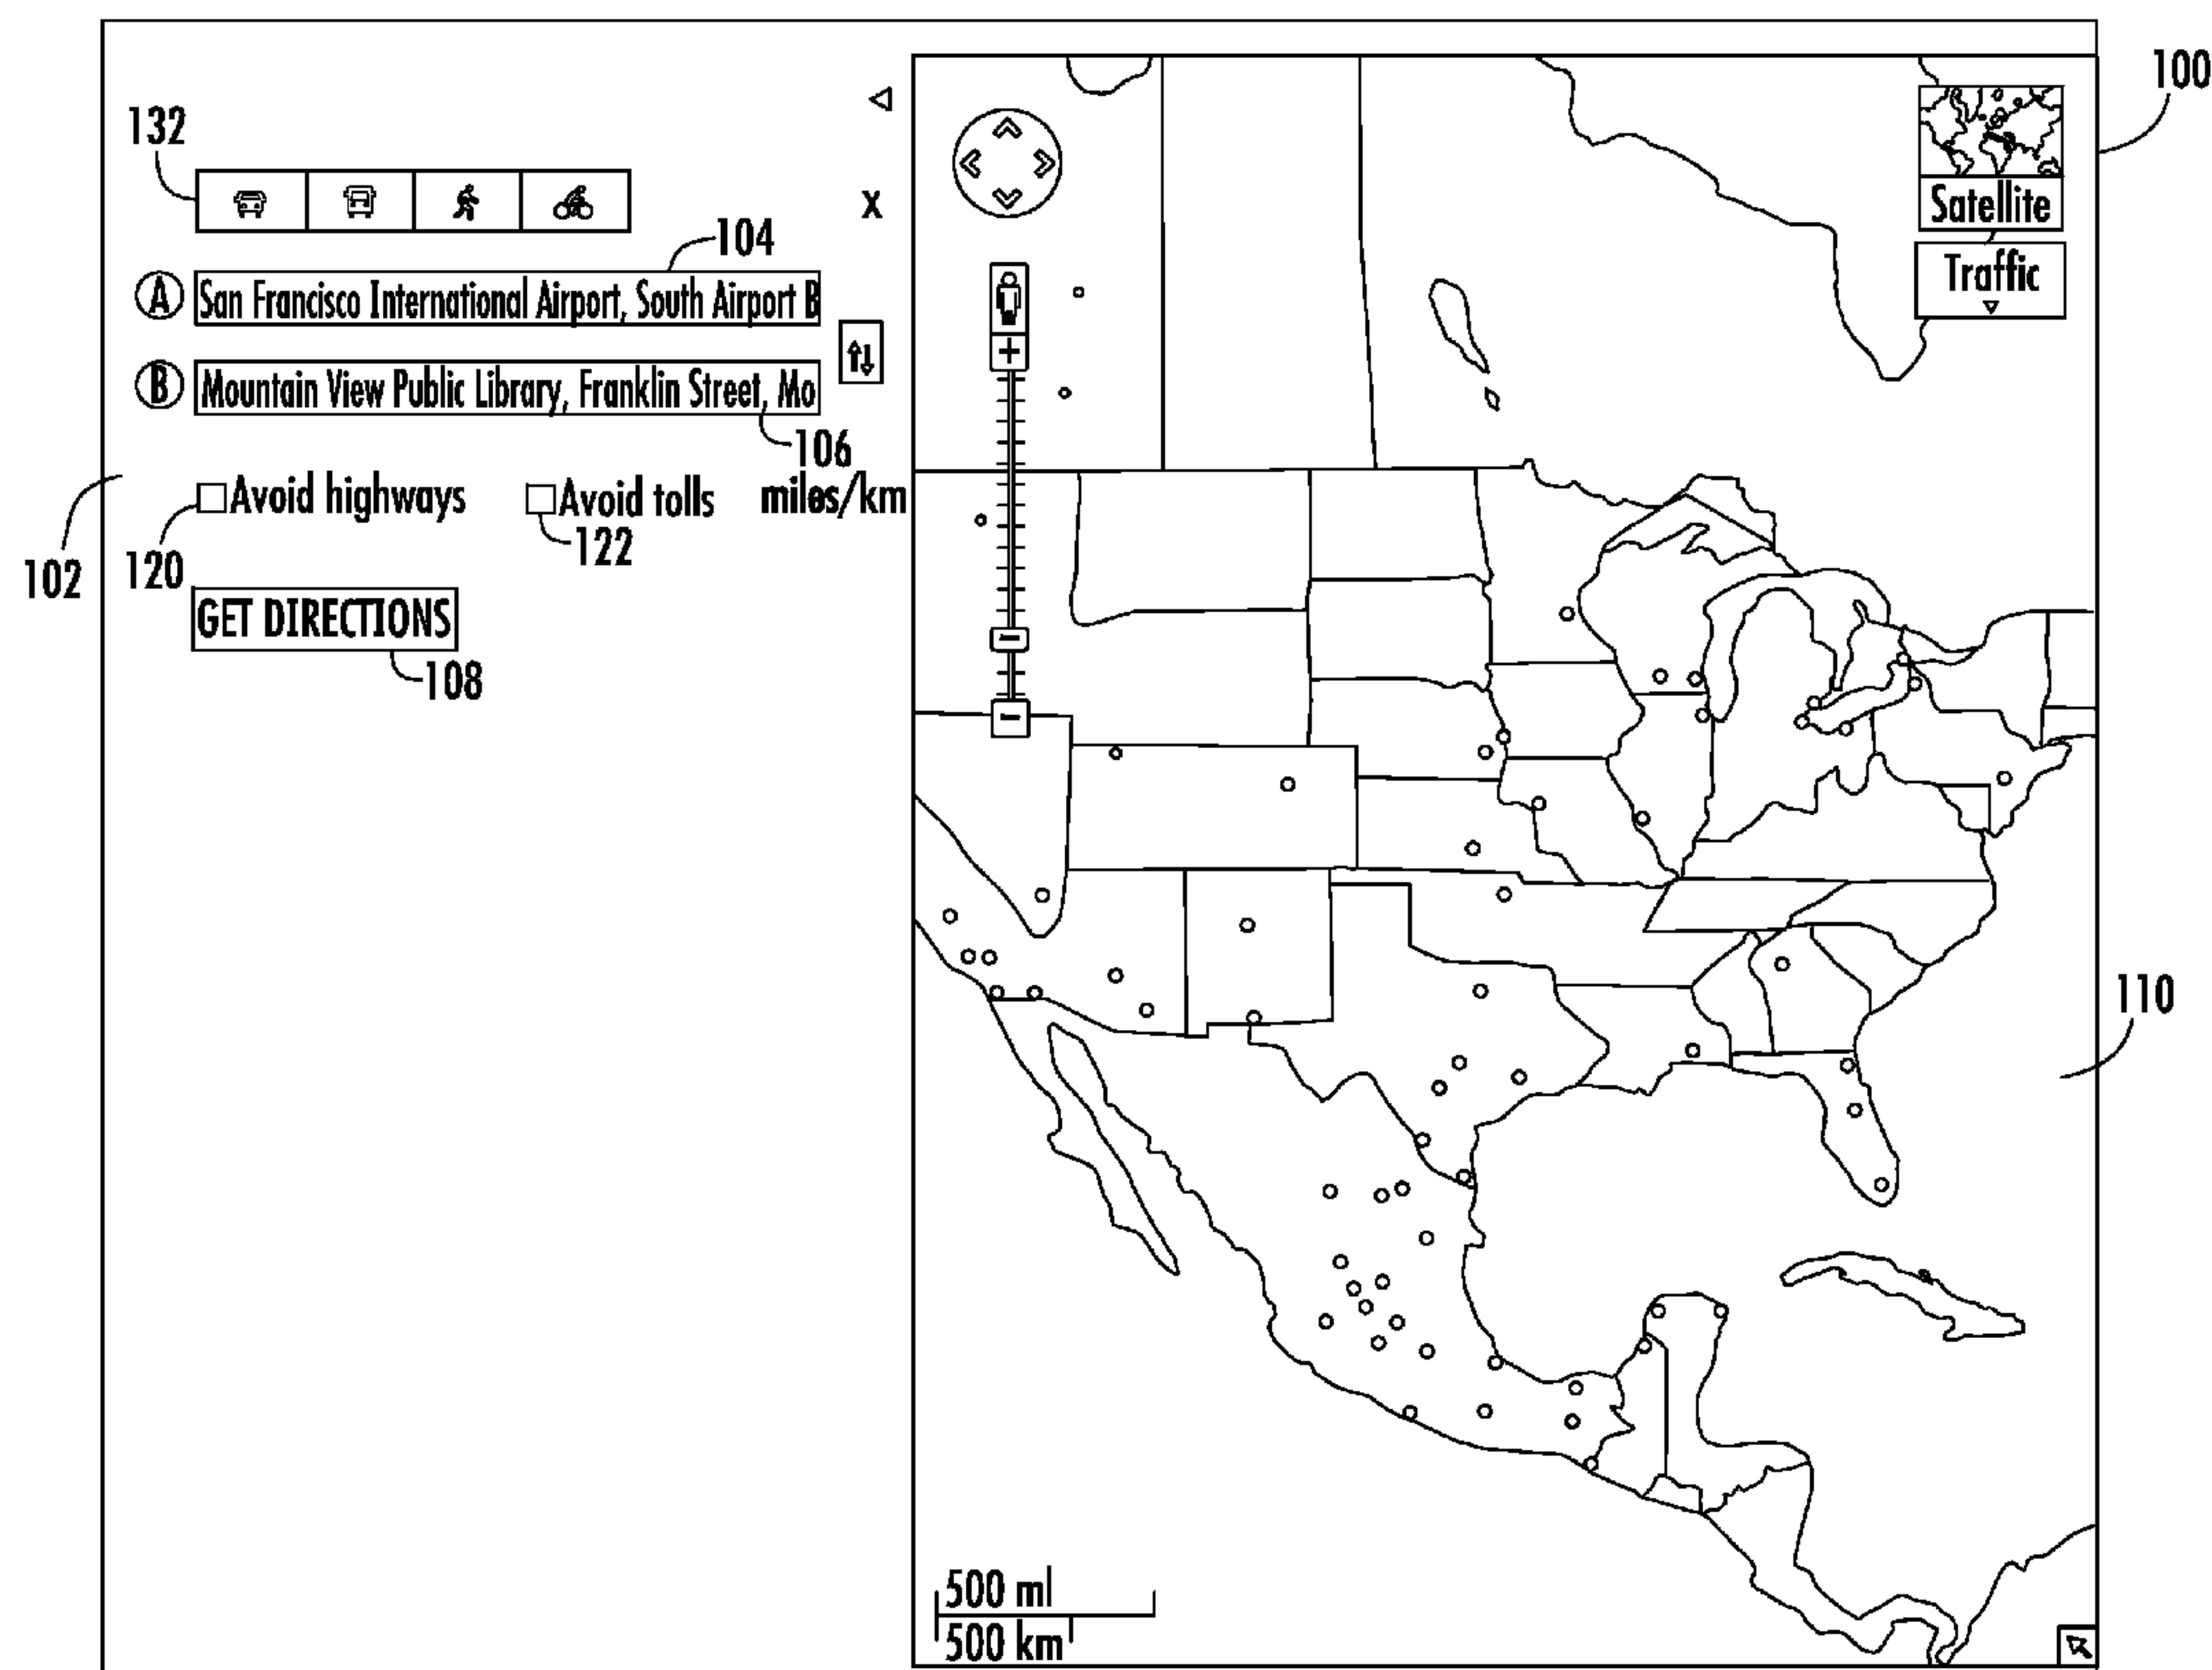 100
132
Satellite
104
A San Francisco International Airport, South Airport B
Traffic
B Mountain View Public Library, Franklin Street, Mo
106
Avoid highways Avoid tolls miles/km
122
102
120
GET DIRECTIONS
108
110
500 ml
500 km